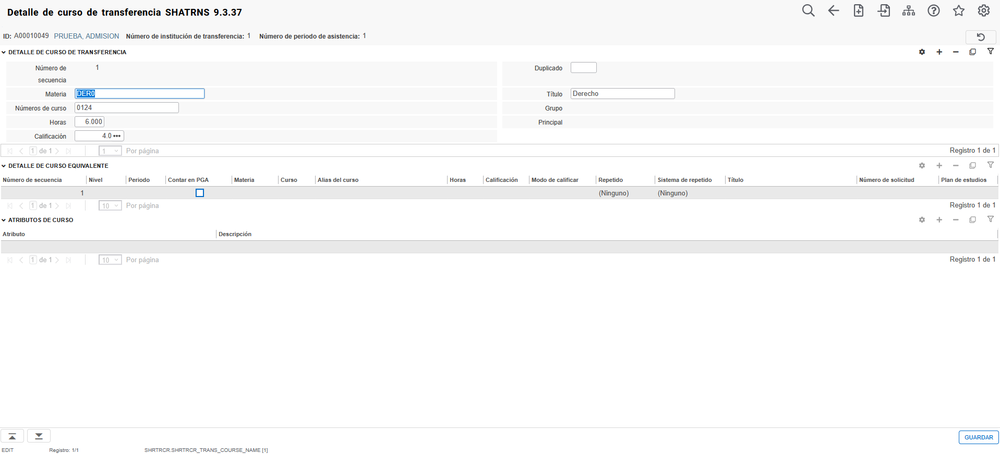 Detalle de curso de transferencia SHATRNS 9.3.37
ID: A00010049 PRUEBA, ADMISION Número de institución de transferencia: 1 Número de periodo de asistencia: 1
DETALLE DE CURSO DE TRANSFERENCIA
Número de secuencia 1 Duplicado
Materia DER0 Título Derecho
Números de curso 0124 Grupo
Horas 6.000 Principal
Calificación 4.0
1 de 1 1 Por página Registro 1 de 1
DETALLE DE CURSO EQUIVALENTE
Número de secuencia Nivel Periodo Contar en PGA Materia Curso Alias del curso Horas Calificación Modo de calificar Repetido Sistema de repetido Título Número de solicitud Plan de estudios
1 (Ninguno) (Ninguno)
1 de 1 10 Por página Registro 1 de 1
ATRIBUTOS DE CURSO
Atributo Descripción
1 de 1 10 Por página Registro 1 de 1
GUARDAR
EDIT Registro: 1/1 SHRTRCR.SHRTRCR_TRANS_COURSE_NAME [1]